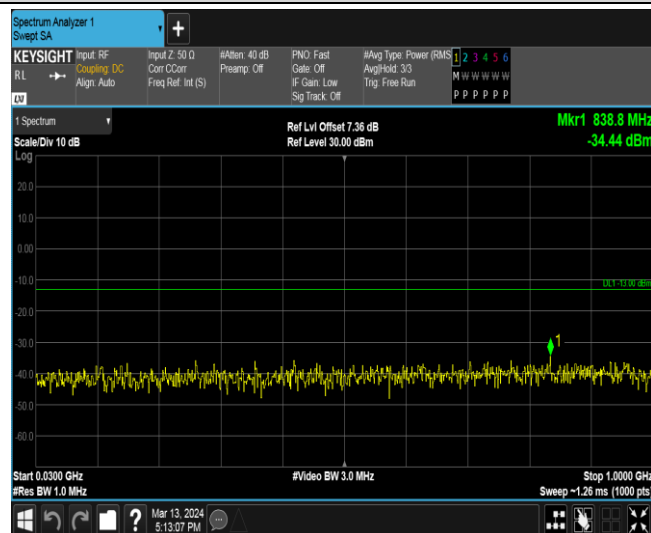 Spectrum Analyzer 1
Swept SA
+
KEYSIGHT
RL
Input: RF
Coupling: DC
Align: Auto
Input Z: 50 Ω
Corr CCorr
Freq Ref: Int (S)
#Atten: 40 dB
Preamp: Off
PNO: Fast
Gate: Off
IF Gain: Low
Sig Track: Off
#Avg Type: Power (RMS
Avg|Hold: 3/3
Trig: Free Run
1 2 3 4 5 6
M W W W W W
P P P P P P
1 Spectrum
Scale/Div 10 dB
Log
Ref Lvl Offset 7.36 dB
Ref Level 30.00 dBm
Mkr1 838.8 MHz
-34.44 dBm
20.0
10.0
0.00
-10.0
DL1 -13.00 dBm
-20.0
-30.0
1
-40.0
-50.0
-60.0
Start 0.0300 GHz
#Res BW 1.0 MHz
#Video BW 3.0 MHz
Stop 1.0000 GHz
Sweep ~1.26 ms (1000 pts)
?
Mar 13, 2024
5:13:07 PM